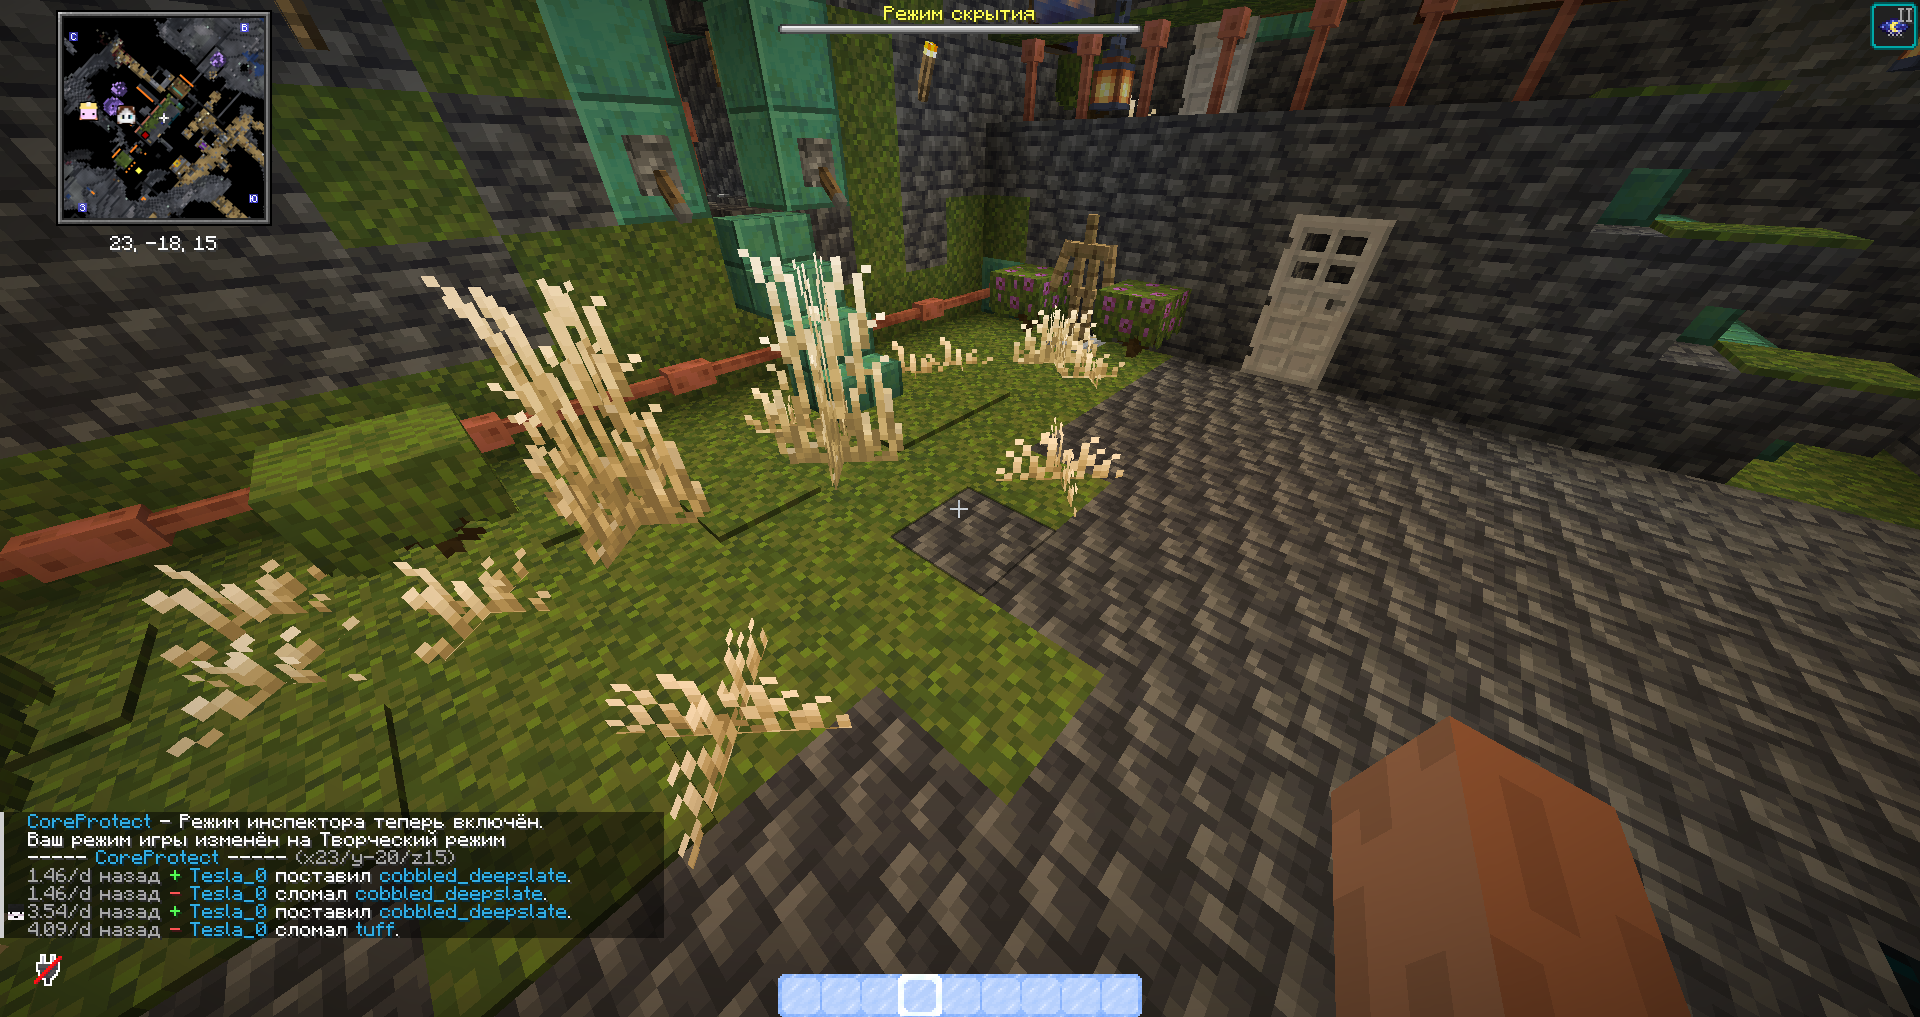 Режим скрытия
II
С
В
З
Ю
23, -18, 15
CoreProtect - Режим инспектора теперь включён.
Ваш режим игры изменён на Творческий режим
----- CoreProtect ----- (x23/y-20/z15)
1.46/d назад + Tesla_0 поставил cobbled_deepslate.
1.46/d назад - Tesla_0 сломал cobbled_deepslate.
3.54/d назад + Tesla_0 поставил cobbled_deepslate.
4.09/d назад - Tesla_0 сломал tuff.